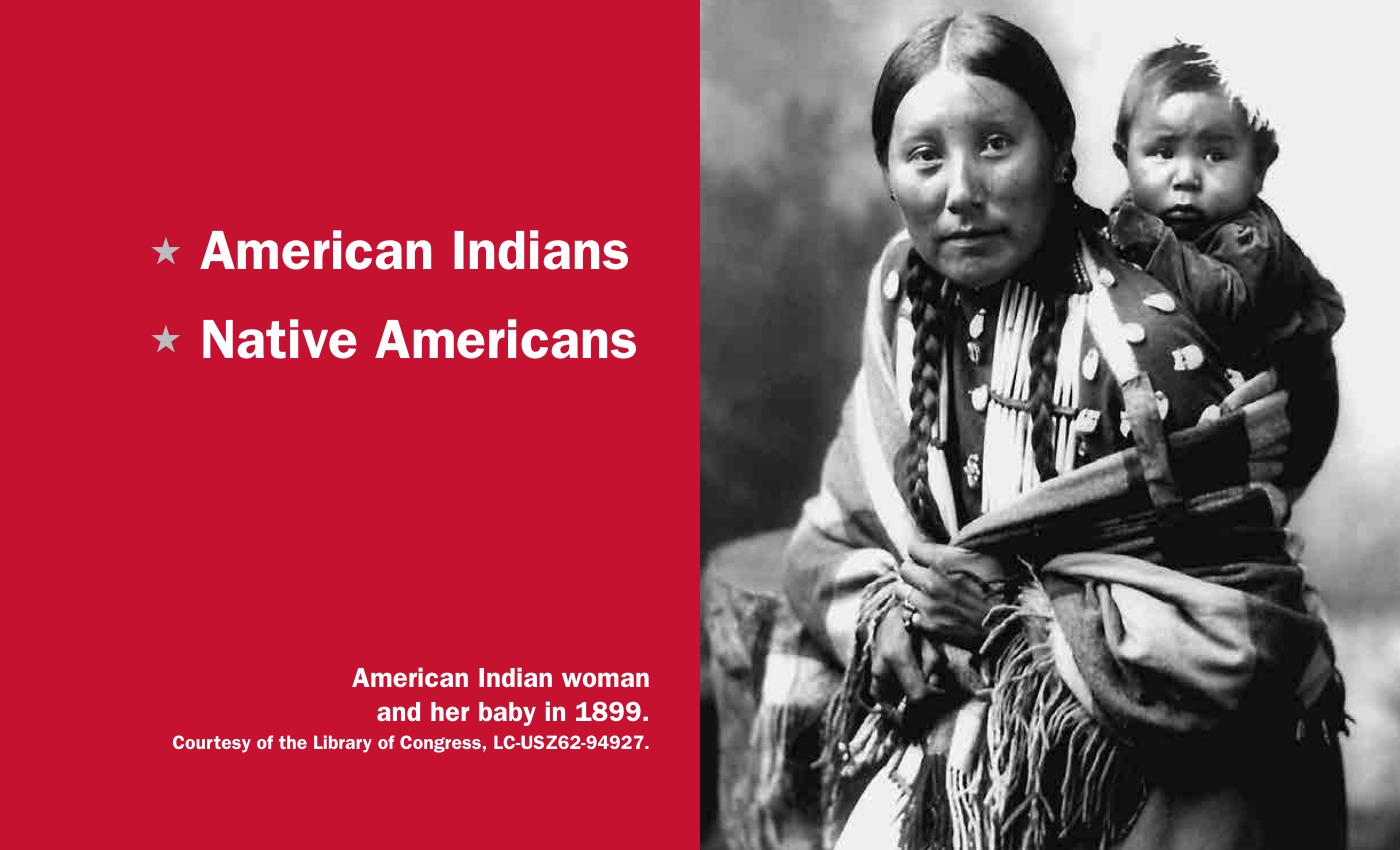 ★ American Indians
★ Native Americans
American Indian woman
and her baby in 1899.
Courtesy of the Library of Congress, LC-USZ62-94927.